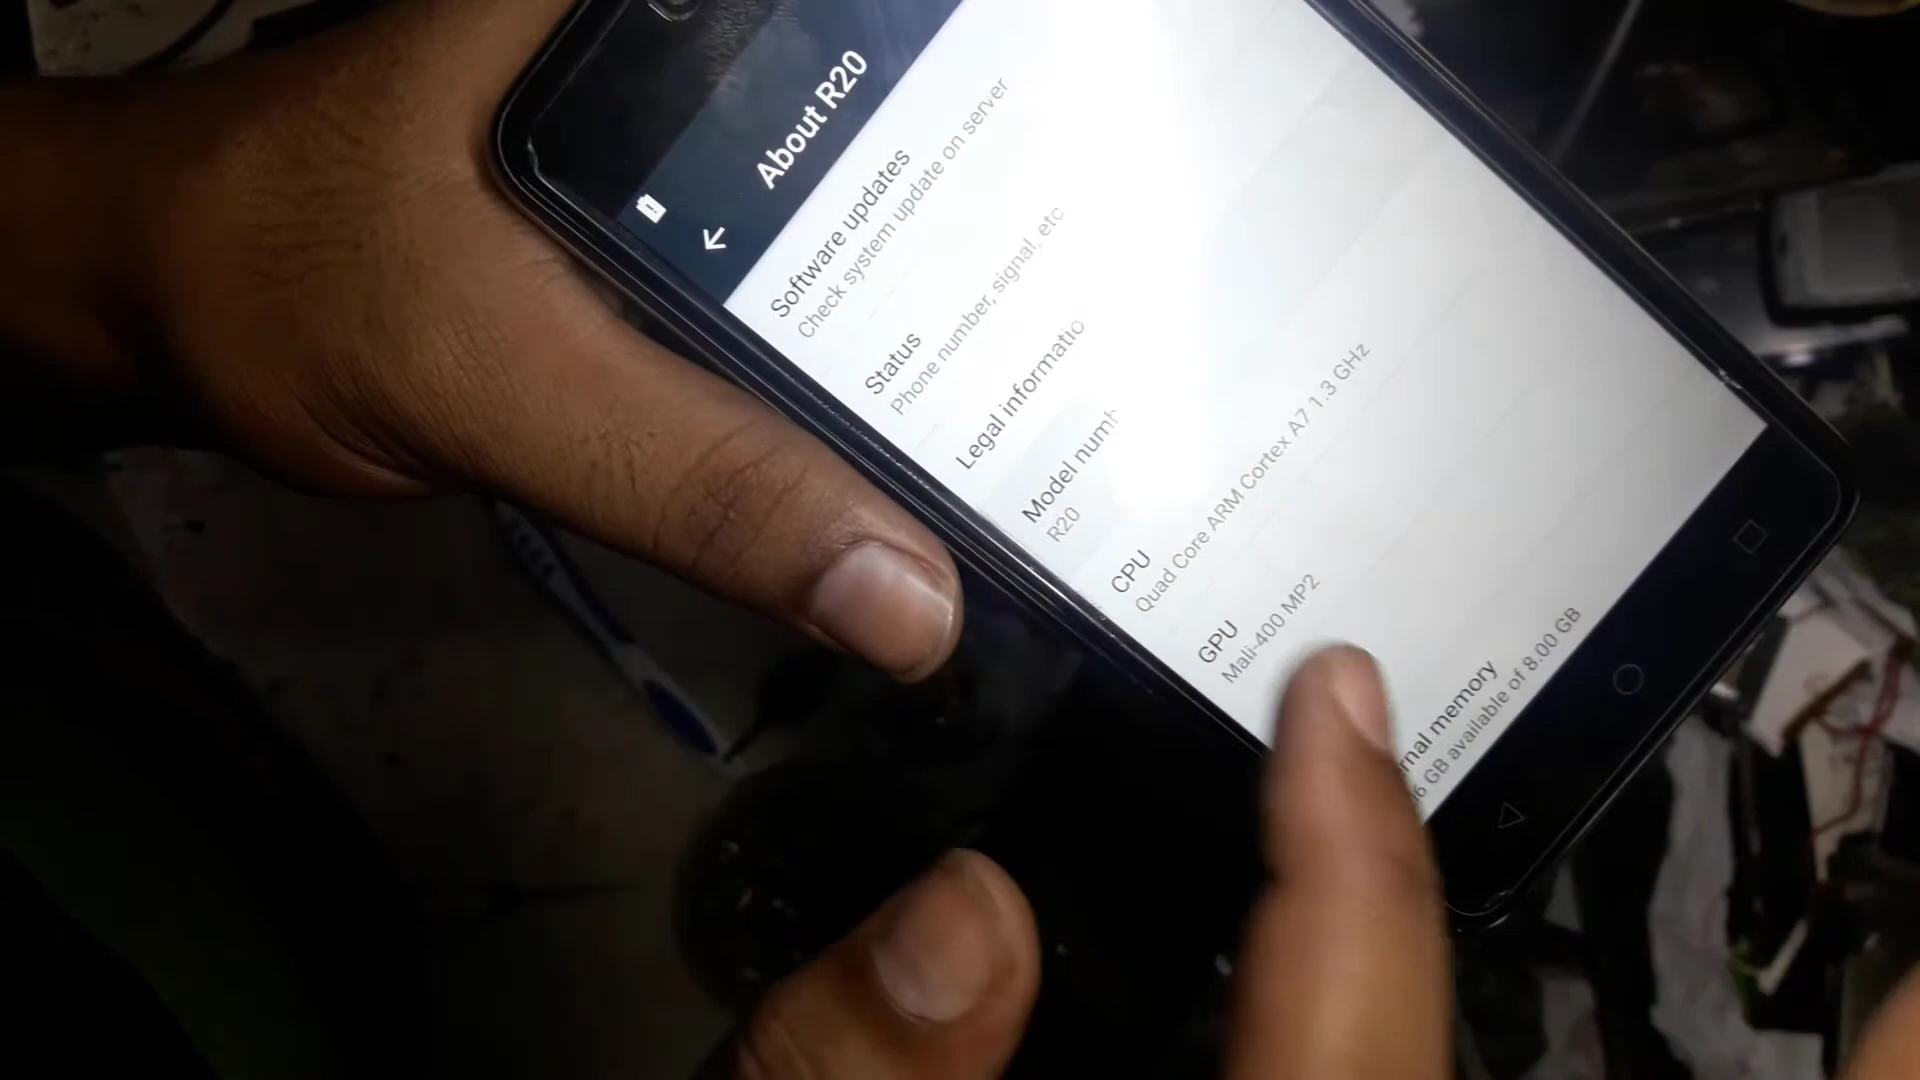 About R20
Software updates
Check system update on server
Status
Phone number, signal, etc.
Legal informatio
Model numb
R20
CPU
Quad Core ARM Cortex A7 1.3 GHz
GPU
Mali-400 MP2
rnal memory
6 GB available of 8.00 GB